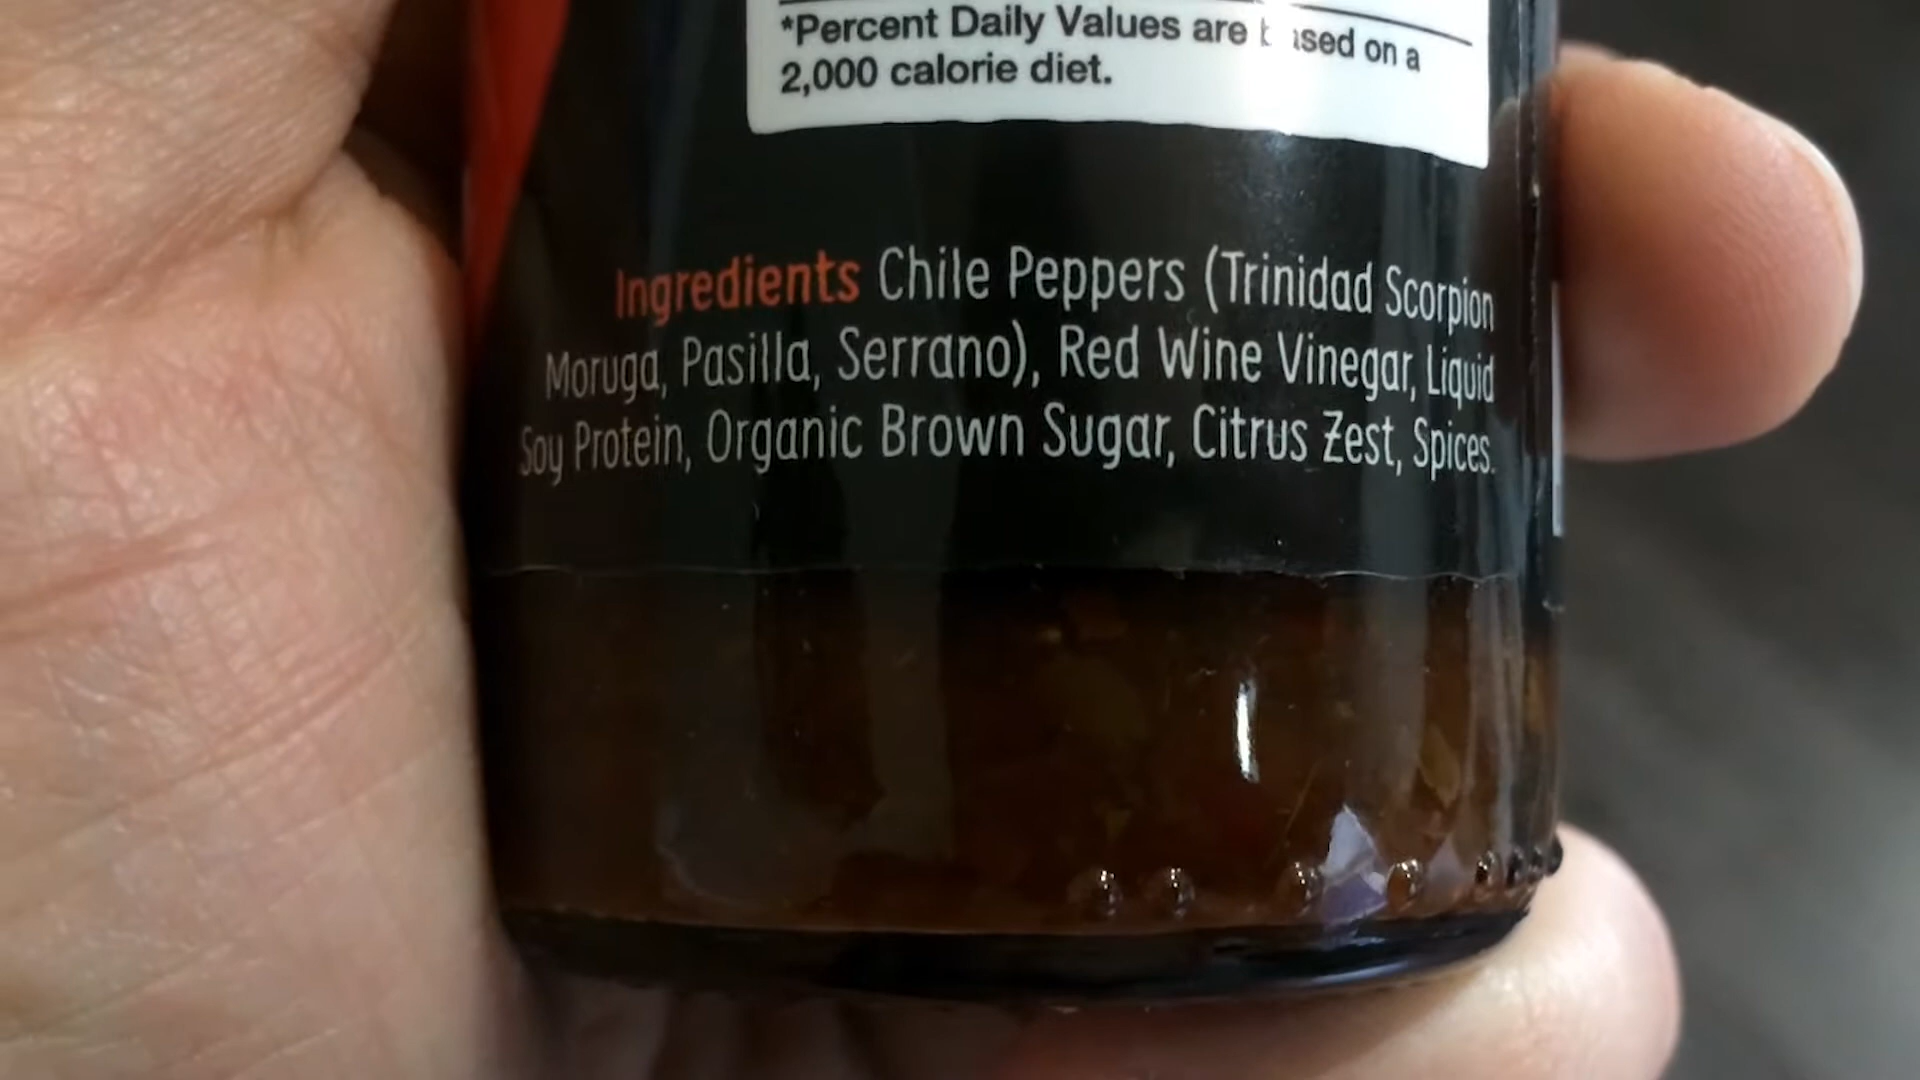 *Percent Daily Values are based on a
2,000 calorie diet.
Ingredients Chile Peppers (Trinidad Scorpion
Moruga, Pasilla, Serrano), Red Wine Vinegar, Liquid
Soy Protein, Organic Brown Sugar, Citrus Zest, Spices.